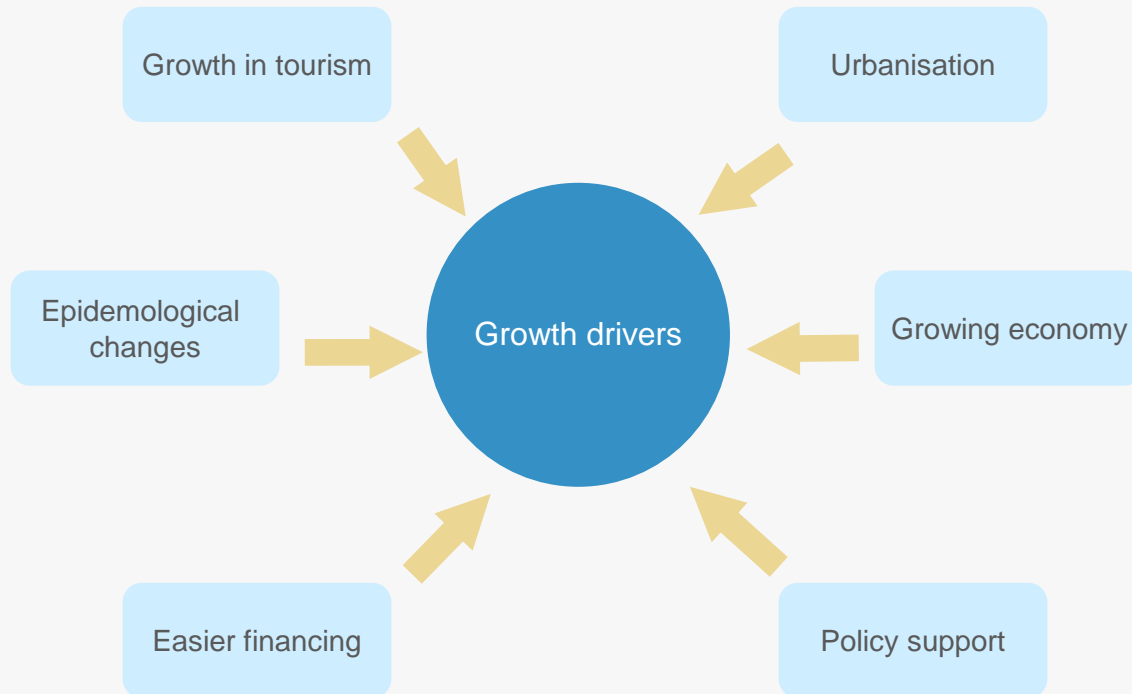 Growth in tourism
Urbanisation
Epidemological
changes
Growth drivers
Growing economy
Easier financing
Policy support